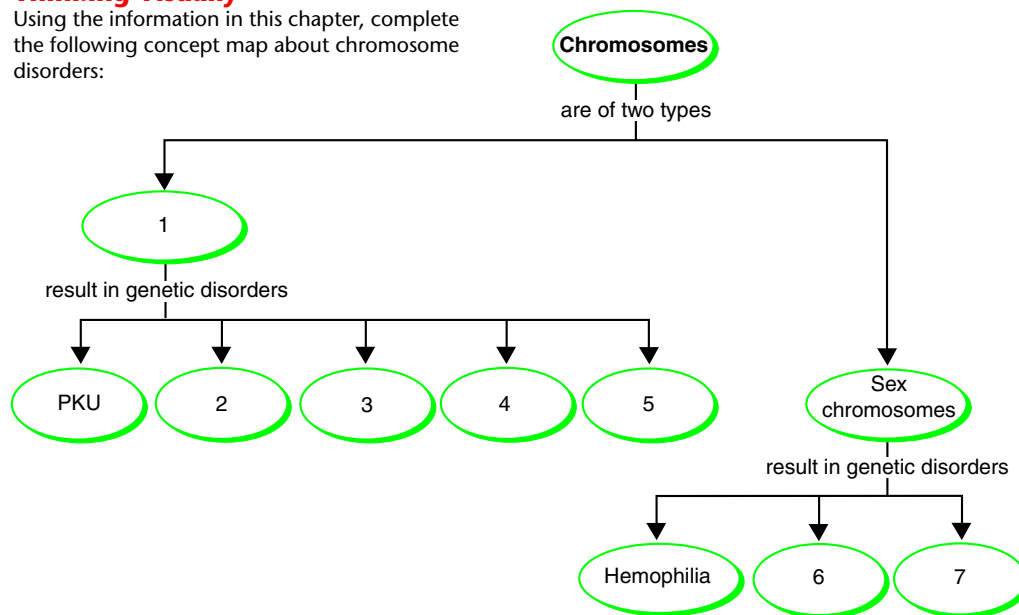 Using the information in this chapter, complete
the following concept map about chromosome
disorders:
Chromosomes
are of two types
1
result in genetic disorders
PKU
2
3
4
5
Sex
chromosomes
result in genetic disorders
Hemophilia
6
7